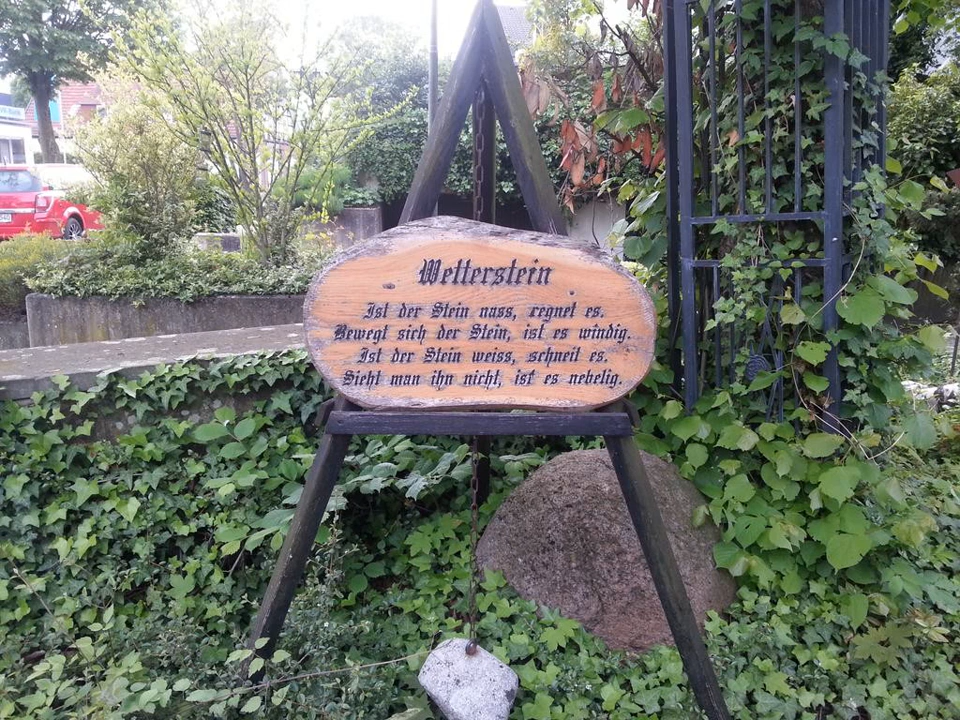 Wetterstein
Ist der Stein nass, regnet es.
Bewegt sich der Stein, ist es windig.
Ist der Stein weiss, schneit es.
Sieht man ihn nicht, ist es nebelig.